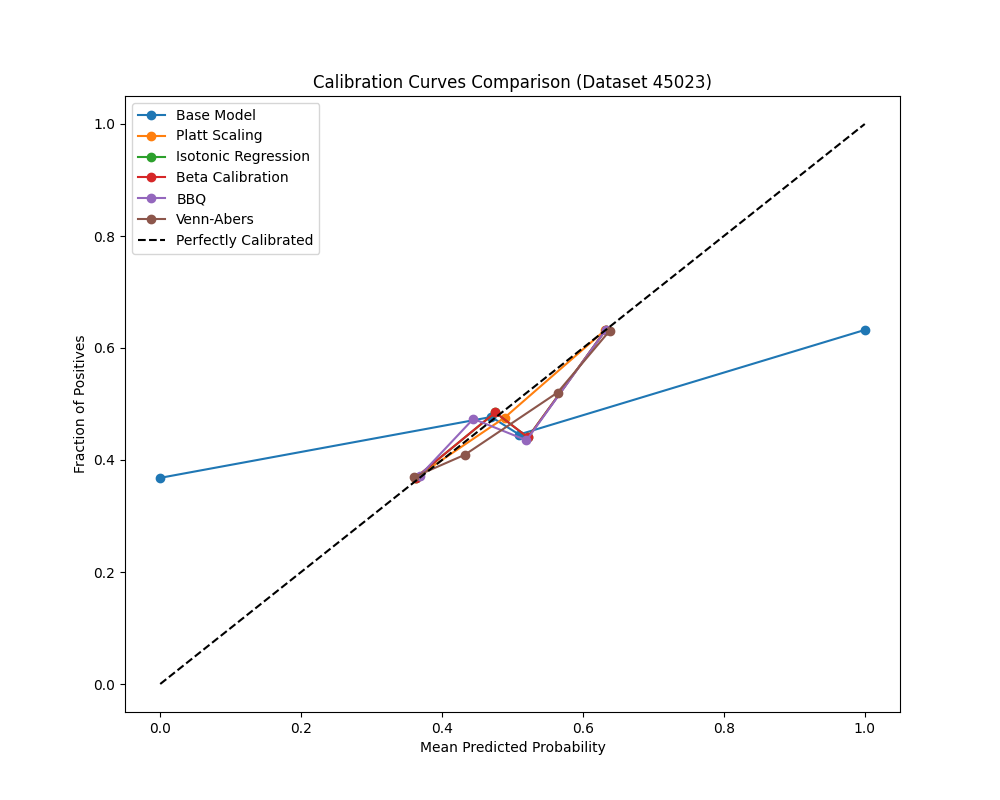 Calibration Curves Comparison (Dataset 45023)
Base Model
Platt Scaling
Isotonic Regression
Beta Calibration
BBQ
Venn-Abers
Perfectly Calibrated
Fraction of Positives
1.0
0.8
0.6
0.4
0.2
0.0
0.0 0.2 0.4 0.6 0.8 1.0
Mean Predicted Probability